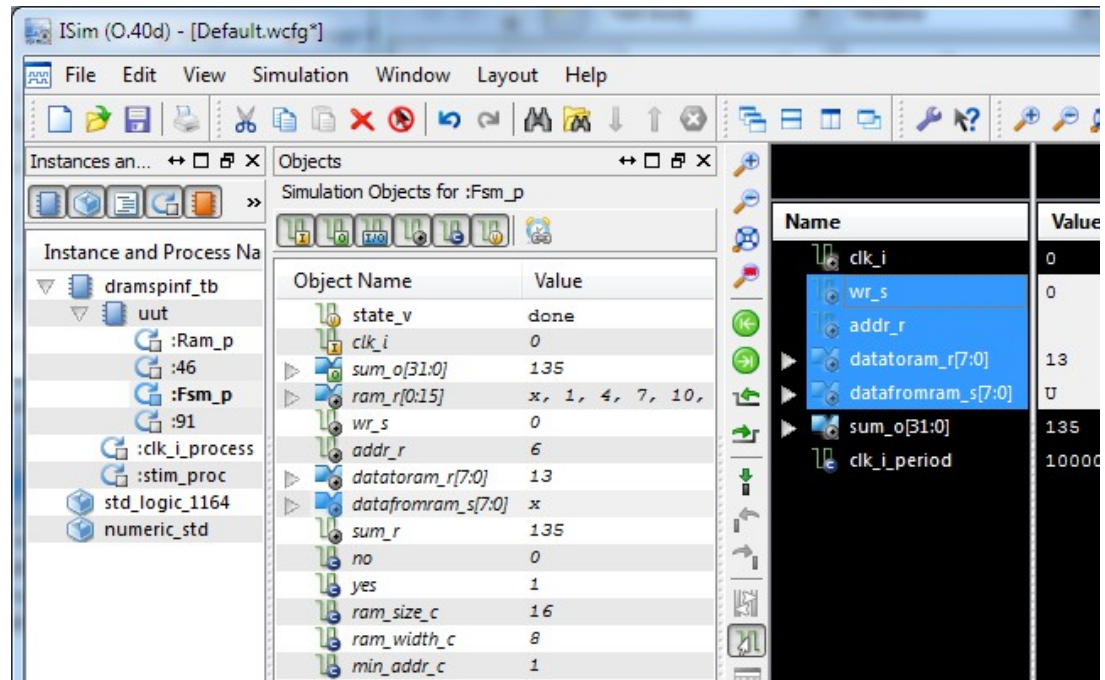 ISim (O.40d) - [Default.wcfg*]
File Edit View Simulation Window Layout Help
Instances an...
Instance and Process Na
dramspinf_tb
uut
:Ram_p
:46
:Fsm_p
:91
:clk_i_process
:stim_proc
std_logic_1164
numeric_std
Objects
Simulation Objects for :Fsm_p
Object Name Value
state_v done
clk_i 0
sum_o[31:0] 135
ram_r[0:15] x, 1, 4, 7, 10,
wr_s 0
addr_r 6
datatoram_r[7:0] 13
datafromram_s[7:0] x
sum_r 135
no 0
yes 1
ram_size_c 16
ram_width_c 8
min_addr_c 1
Name Value
clk_i 0
wr_s 0
addr_r
datatoram_r[7:0] 13
datafromram_s[7:0] U
sum_o[31:0] 135
clk_i_period 10000